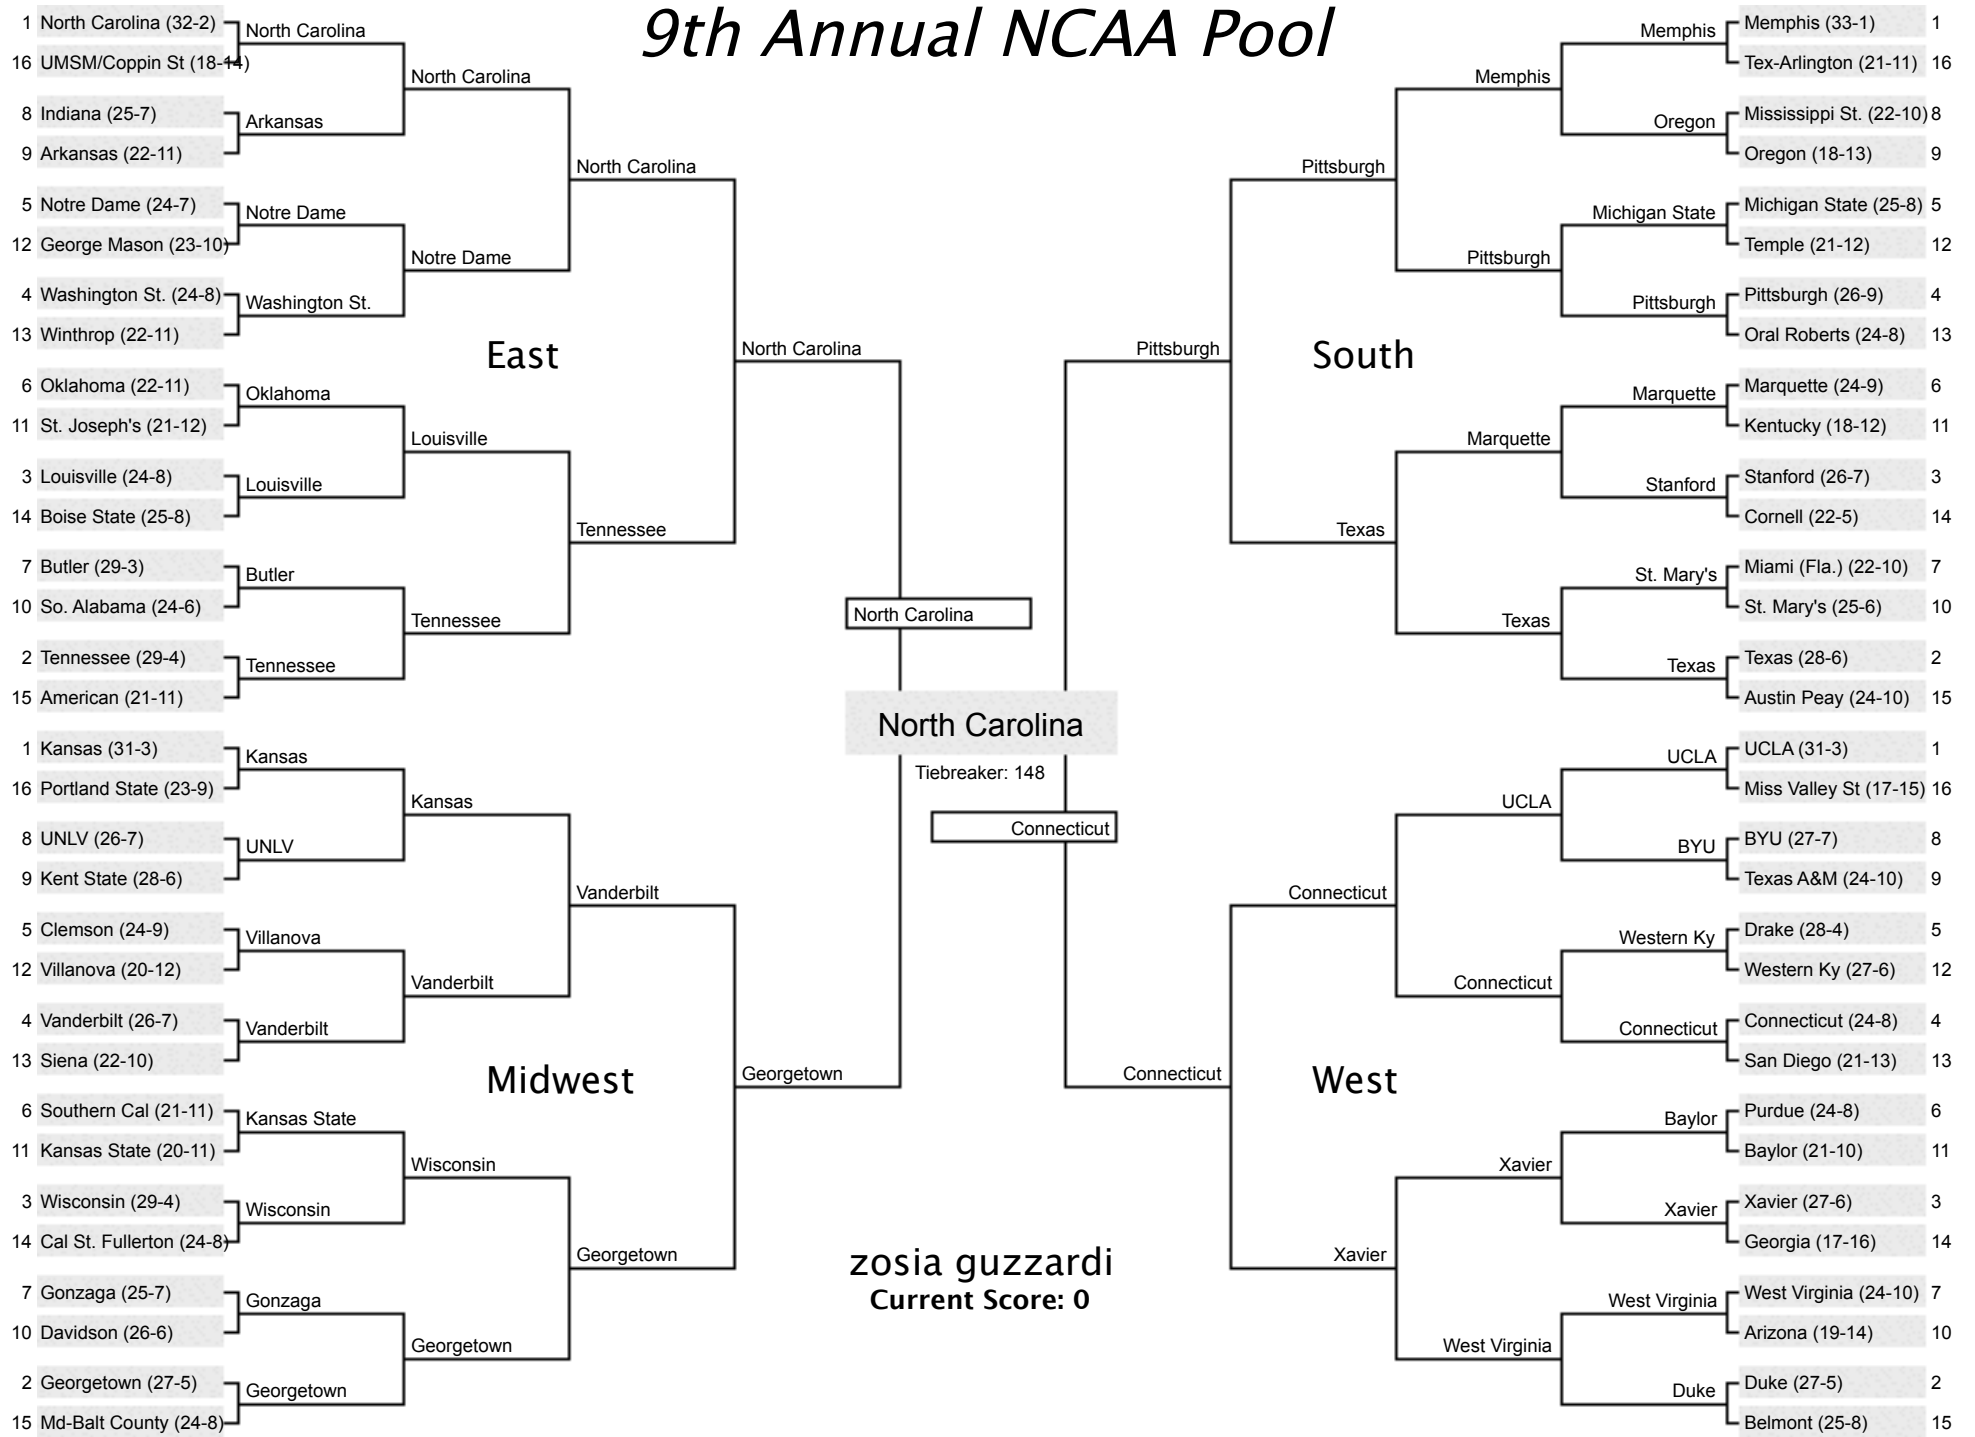 9th Annual NCAA Pool
1 North Carolina (32-2)
16 UMSM/Coppin St (18-14)
8 Indiana (25-7)
9 Arkansas (22-11)
5 Notre Dame (24-7)
12 George Mason (23-10)
4 Washington St. (24-8)
13 Winthrop (22-11)
6 Oklahoma (22-11)
11 St. Joseph's (21-12)
3 Louisville (24-8)
14 Boise State (25-8)
7 Butler (29-3)
10 So. Alabama (24-6)
2 Tennessee (29-4)
15 American (21-11)
North Carolina
Arkansas
Notre Dame
Washington St.
Oklahoma
Louisville
Butler
Tennessee
North Carolina
Notre Dame
Louisville
Tennessee
North Carolina
Tennessee
East
North Carolina
1 Kansas (31-3)
16 Portland State (23-9)
8 UNLV (26-7)
9 Kent State (28-6)
5 Clemson (24-9)
12 Villanova (20-12)
4 Vanderbilt (26-7)
13 Siena (22-10)
6 Southern Cal (21-11)
11 Kansas State (20-11)
3 Wisconsin (29-4)
14 Cal St. Fullerton (24-8)
7 Gonzaga (25-7)
10 Davidson (26-6)
2 Georgetown (27-5)
15 Md-Balt County (24-8)
Kansas
UNLV
Villanova
Vanderbilt
Kansas State
Wisconsin
Gonzaga
Georgetown
Kansas
Vanderbilt
Wisconsin
Georgetown
Vanderbilt
Georgetown
Midwest
Georgetown
North Carolina
North Carolina
Tiebreaker: 148
Connecticut
zosia guzzardi
Current Score: 0
Pittsburgh
South
Pittsburgh
Texas
Memphis
Pittsburgh
Marquette
Texas
Memphis
Oregon
Michigan State
Pittsburgh
Marquette
Stanford
St. Mary's
Texas
Memphis (33-1) 1
Tex-Arlington (21-11) 16
Mississippi St. (22-10) 8
Oregon (18-13) 9
Michigan State (25-8) 5
Temple (21-12) 12
Pittsburgh (26-9) 4
Oral Roberts (24-8) 13
Marquette (24-9) 6
Kentucky (18-12) 11
Stanford (26-7) 3
Cornell (22-5) 14
Miami (Fla.) (22-10) 7
St. Mary's (25-6) 10
Texas (28-6) 2
Austin Peay (24-10) 15
Connecticut
West
Connecticut
Xavier
UCLA
Connecticut
Xavier
West Virginia
UCLA
BYU
Western Ky
Connecticut
Baylor
Xavier
West Virginia
Duke
UCLA (31-3) 1
Miss Valley St (17-15) 16
BYU (27-7) 8
Texas A&M (24-10) 9
Drake (28-4) 5
Western Ky (27-6) 12
Connecticut (24-8) 4
San Diego (21-13) 13
Purdue (24-8) 6
Baylor (21-10) 11
Xavier (27-6) 3
Georgia (17-16) 14
West Virginia (24-10) 7
Arizona (19-14) 10
Duke (27-5) 2
Belmont (25-8) 15